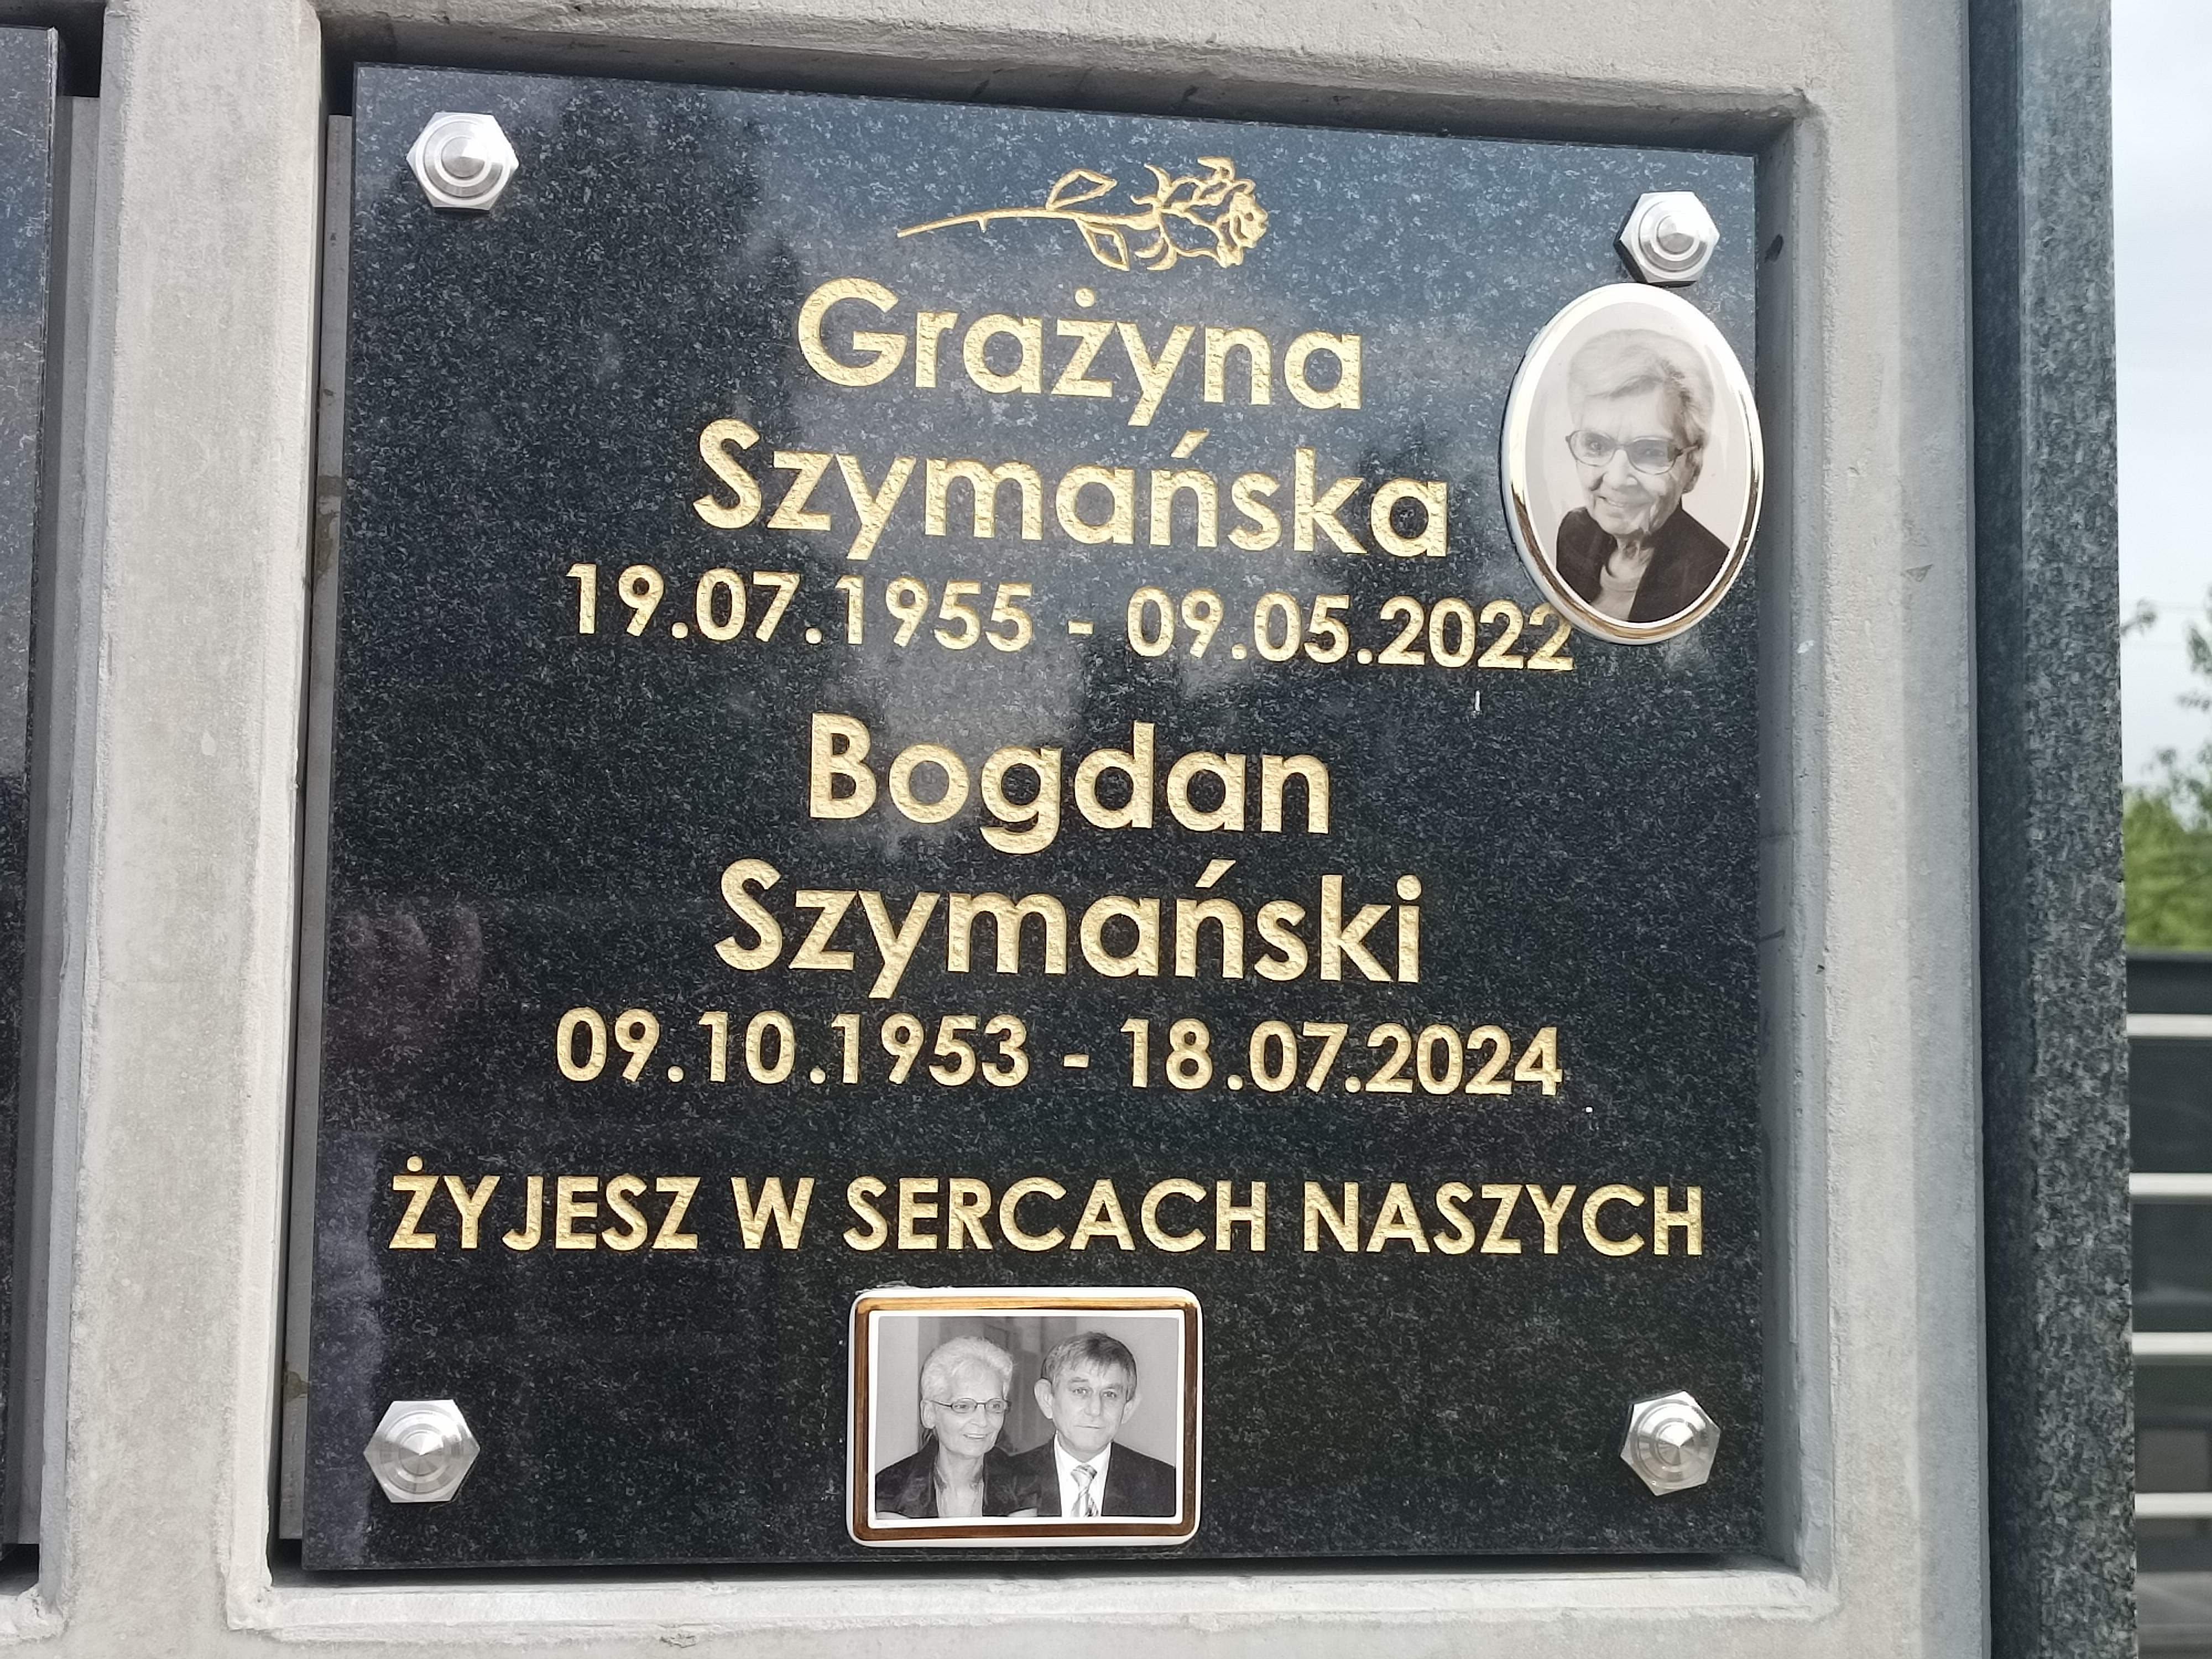 Grażyna
Szymańska
19.07.1955 - 09.05.2022
Bogdan
Szymański
09.10.1953 - 18.07.2024
ŻYJESZ W SERCACH NASZYCH